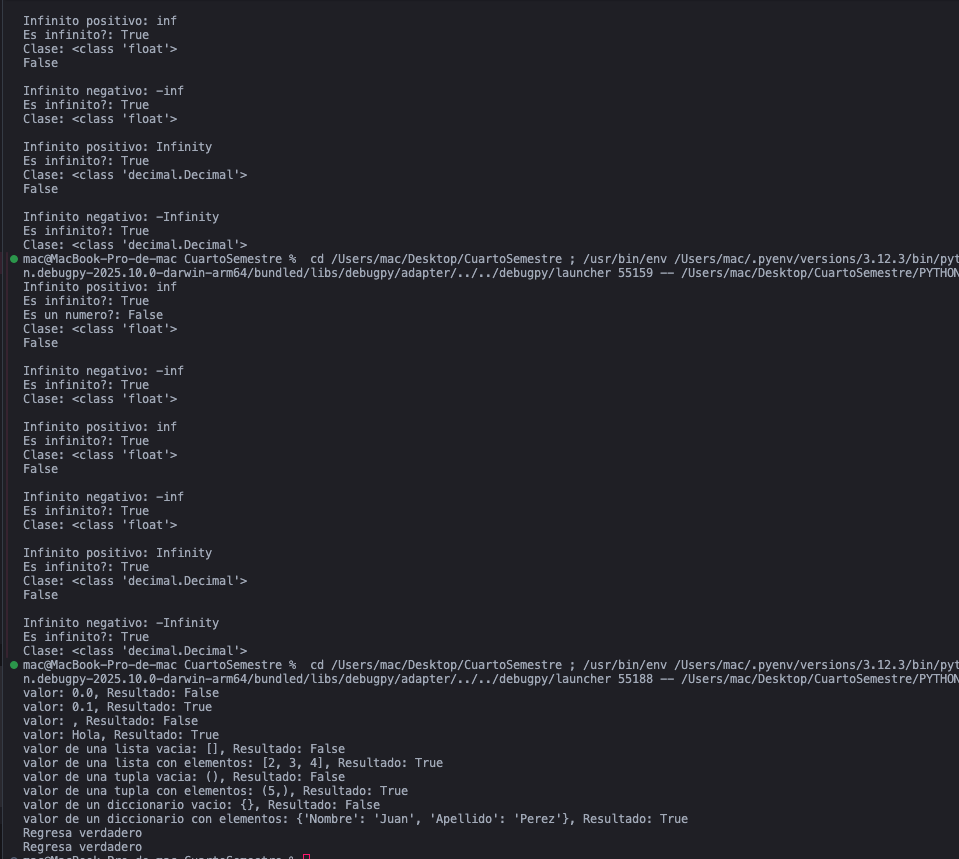 Infinito positivo: inf
Es infinito?: True
Clase: <class 'float'>
False
Infinito negativo: -inf
Es infinito?: True
Clase: <class 'float'>
Infinito positivo: Infinity
Es infinito?: True
Clase: <class 'decimal.Decimal'>
False
Infinito negativo: -Infinity
Es infinito?: True
Clase: <class 'decimal.Decimal'>
mac@MacBook-Pro-de-mac CuartoSemestre %  cd /Users/mac/Desktop/CuartoSemestre ; /usr/bin/env /Users/mac/.pyenv/versions/3.12.3/bin/pyt
n.debugpy-2025.10.0-darwin-arm64/bundled/libs/debugpy/adapter/../../debugpy/launcher 55159 -- /Users/mac/Desktop/CuartoSemestre/PYTHON
Infinito positivo: inf
Es infinito?: True
Es un numero?: False
Clase: <class 'float'>
False
Infinito negativo: -inf
Es infinito?: True
Clase: <class 'float'>
Infinito positivo: inf
Es infinito?: True
Clase: <class 'float'>
False
Infinito negativo: -inf
Es infinito?: True
Clase: <class 'float'>
Infinito positivo: Infinity
Es infinito?: True
Clase: <class 'decimal.Decimal'>
False
Infinito negativo: -Infinity
Es infinito?: True
Clase: <class 'decimal.Decimal'>
mac@MacBook-Pro-de-mac CuartoSemestre %  cd /Users/mac/Desktop/CuartoSemestre ; /usr/bin/env /Users/mac/.pyenv/versions/3.12.3/bin/pyt
n.debugpy-2025.10.0-darwin-arm64/bundled/libs/debugpy/adapter/../../debugpy/launcher 55188 -- /Users/mac/Desktop/CuartoSemestre/PYTHON
valor: 0.0, Resultado: False
valor: 0.1, Resultado: True
valor: , Resultado: False
valor: Hola, Resultado: True
valor de una lista vacia: [], Resultado: False
valor de una lista con elementos: [2, 3, 4], Resultado: True
valor de una tupla vacia: (), Resultado: False
valor de una tupla con elementos: (5,), Resultado: True
valor de un diccionario vacio: {}, Resultado: False
valor de un diccionario con elementos: {'Nombre': 'Juan', 'Apellido': 'Perez'}, Resultado: True
Regresa verdadero
Regresa verdadero
mac@MacBook-Pro-de-mac CuartoSemestre %